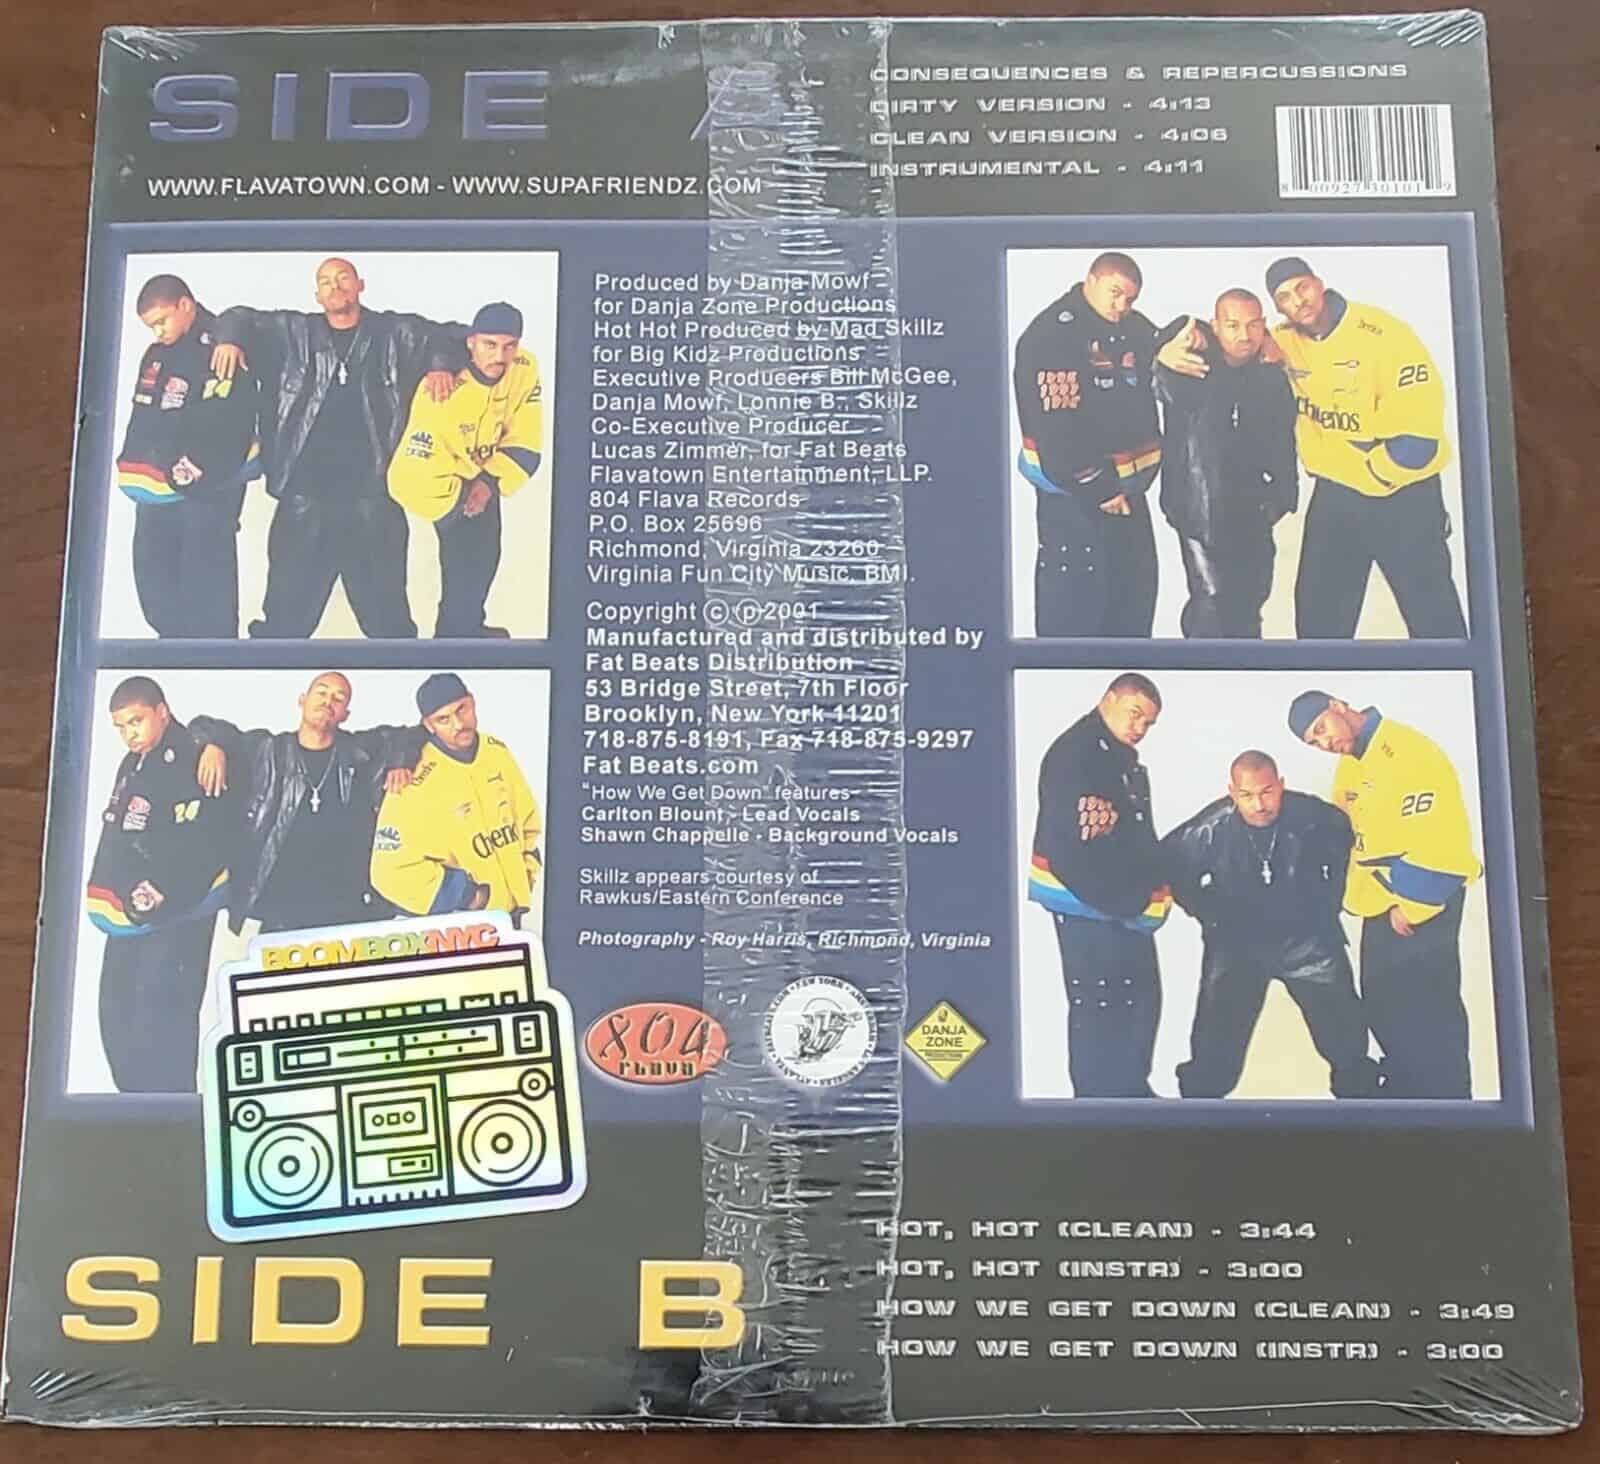 SIDE A
CONSEQUENCES & REPERCUSSIONS
DIRTY VERSION - 4:13
CLEAN VERSION - 4:06
INSTRUMENTAL - 4:11
8 00927 30101 9
WWW.FLAVATOWN.COM - WWW.SUPAFRIENDZ.COM
Produced by Danja Mowf
for Danja Zone Productions
Hot Hot Produced by Mad Skillz
for Big Kidz Productions
Executive Producers Bill McGee,
Danja Mowf, Lonnie B., Skillz
Co-Executive Producer
Lucas Zimmer, for Fat Beats
Flavatown Entertainment, LLP.
804 Flava Records
P.O. Box 25696
Richmond, Virginia 23260
Virginia Fun City Music, BMI.
Copyright © ℗ 2001
Manufactured and distributed by
Fat Beats Distribution
53 Bridge Street, 7th Floor
Brooklyn, New York 11201
718-875-8191, Fax 718-875-9297
Fat Beats.com
"How We Get Down" features
Carlton Blount - Lead Vocals
Shawn Chappelle - Background Vocals
Skillz appears courtesy of
Rawkus/Eastern Conference
Photography - Roy Harris, Richmond, Virginia
26
26
BOOMBOXNYC
804
FLAVA
DANJA
ZONE
PRODUCTIONS
SIDE B
HOT, HOT (CLEAN) - 3:44
HOT, HOT (INSTR) - 3:00
HOW WE GET DOWN (CLEAN) - 3:49
HOW WE GET DOWN (INSTR) - 3:00